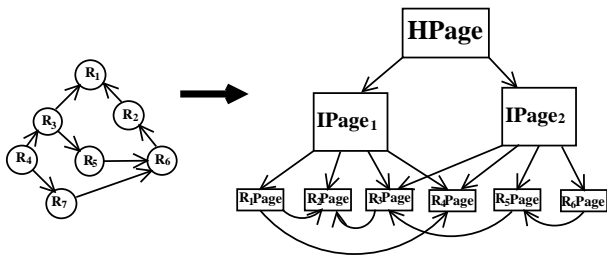 HPage
R1
R2
R3
R4
R5
R6
R7
IPage1
IPage2
R1Page
R2Page
R3Page
R4Page
R5Page
R6Page